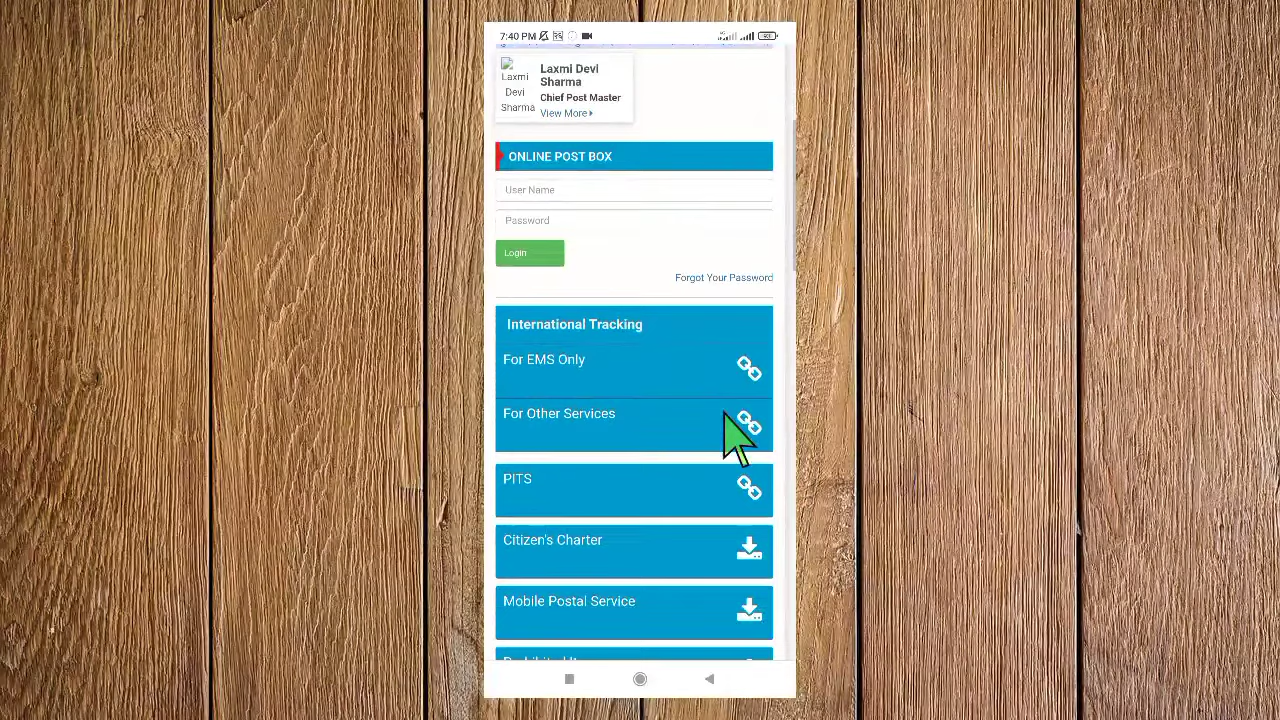 7:40 PM
Laxmi
Devi
Sharma
Laxmi Devi
Sharma
Chief Post Master
View More
ONLINE POST BOX
User Name
Password
Login
Forgot Your Password
International Tracking
For EMS Only
For Other Services
PITS
Citizen's Charter
Mobile Postal Service